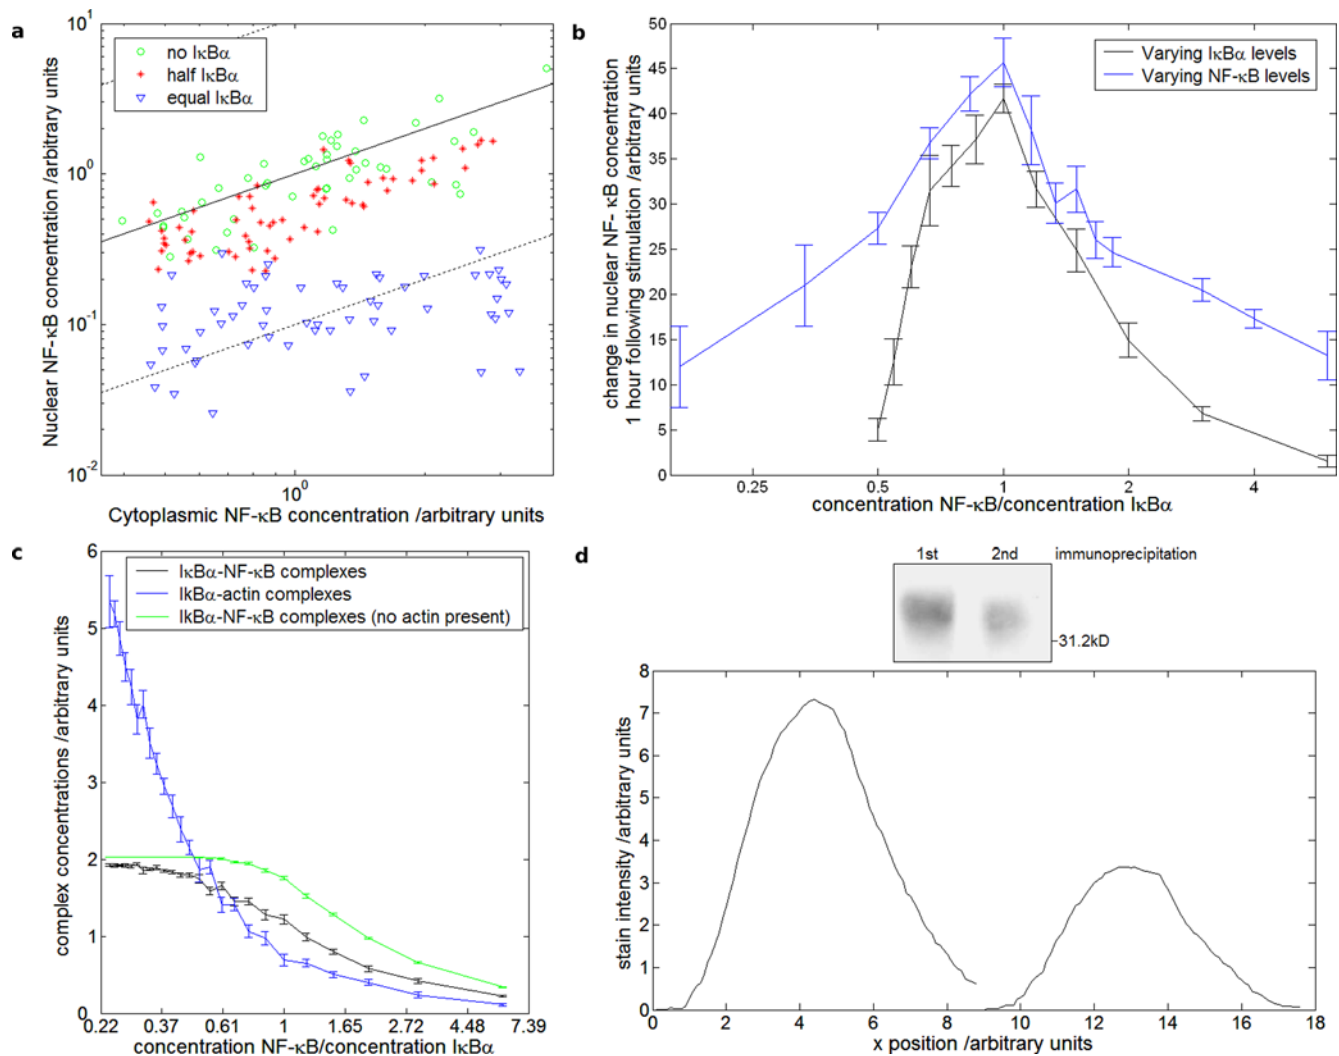 a
10¹
10⁰
10⁻¹
10⁻²
Nuclear NF-κB concentration /arbitrary units
no IκBα
half IκBα
equal IκBα
10⁰
Cytoplasmic NF-κB concentration /arbitrary units
b
50
45
40
35
30
25
20
15
10
5
0
change in nuclear NF- κB concentration
1 hour following stimulation /arbitrary units
Varying IκBα levels
Varying NF-κB levels
0.25 0.5 1 2 4
concentration NF-κB/concentration IκBα
c
6
5
4
3
2
1
0
complex concentrations /arbitrary units
IκBα-NF-κB complexes
IkBα-actin complexes
IkBα-NF-κB complexes (no actin present)
0.22 0.37 0.61 1 1.65 2.72 4.48 7.39
concentration NF-κB/concentration IκBα
d
1st 2nd immunoprecipitation
31.2kD
8
7
6
5
4
3
2
1
0
stain intensity /arbitrary units
0 2 4 6 8 10 12 14 16 18
x position /arbitrary units